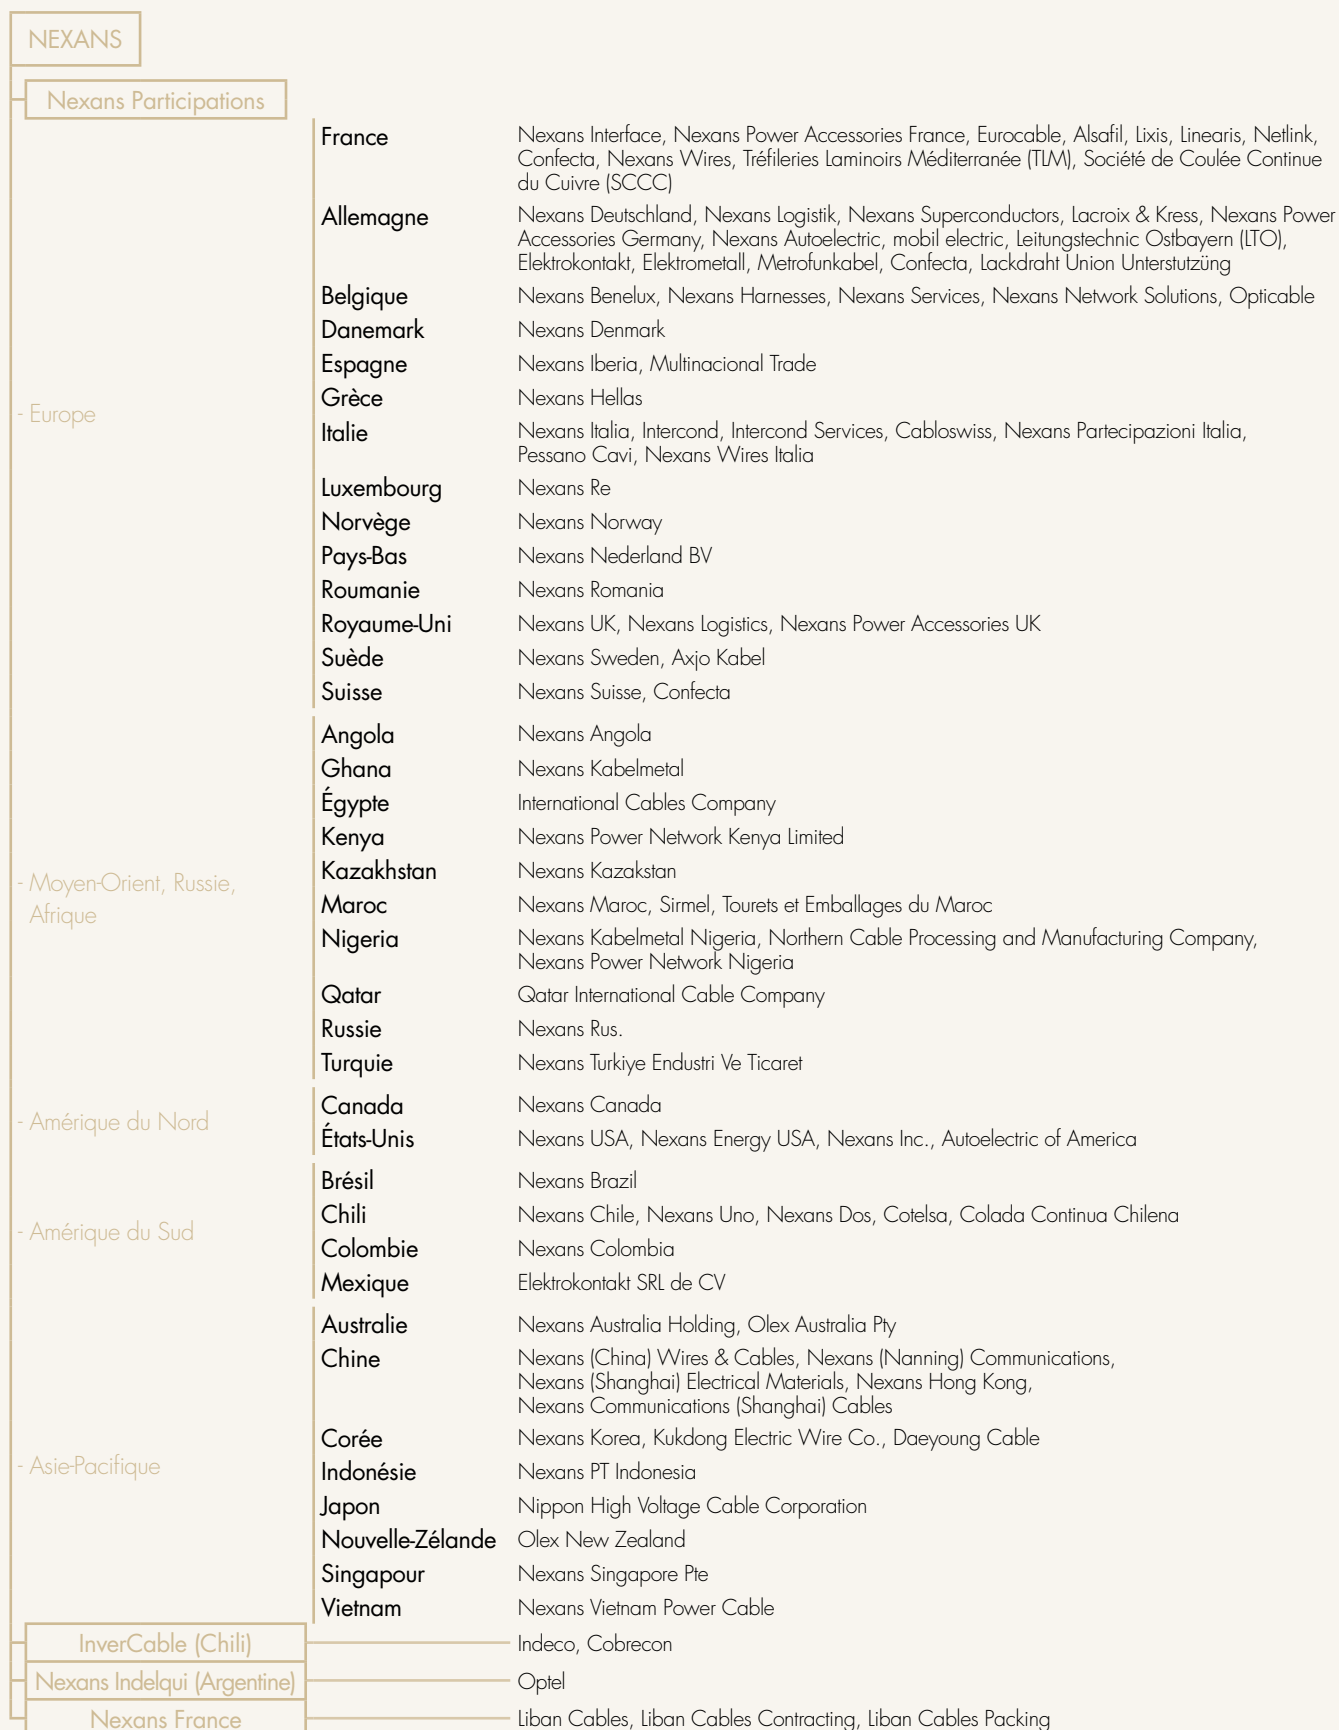 NEXANS
Nexans Participations
- Europe
France Nexans Interface, Nexans Power Accessories France, Eurocable, Alsafil, Lixis, Linearis, Netlink,
Confecta, Nexans Wires, Tréfileries Laminoirs Méditerranée (TLM), Société de Coulée Continue
du Cuivre (SCCC)
Allemagne Nexans Deutschland, Nexans Logistik, Nexans Superconductors, Lacroix & Kress, Nexans Power
Accessories Germany, Nexans Autoelectric, mobil electric, Leitungstechnic Ostbayern (LTO),
Elektrokontakt, Elektrometall, Metrofunkabel, Confecta, Lackdraht Union Unterstutzüng
Belgique Nexans Benelux, Nexans Harnesses, Nexans Services, Nexans Network Solutions, Opticable
Danemark Nexans Denmark
Espagne Nexans Iberia, Multinacional Trade
Grèce Nexans Hellas
Italie Nexans Italia, Intercond, Intercond Services, Cabloswiss, Nexans Partecipazioni Italia,
Pessano Cavi, Nexans Wires Italia
Luxembourg Nexans Re
Norvège Nexans Norway
Pays-Bas Nexans Nederland BV
Roumanie Nexans Romania
Royaume-Uni Nexans UK, Nexans Logistics, Nexans Power Accessories UK
Suède Nexans Sweden, Axjo Kabel
Suisse Nexans Suisse, Confecta
- Moyen-Orient, Russie,
Afrique
Angola Nexans Angola
Ghana Nexans Kabelmetal
Égypte International Cables Company
Kenya Nexans Power Network Kenya Limited
Kazakhstan Nexans Kazakstan
Maroc Nexans Maroc, Sirmel, Tourets et Emballages du Maroc
Nigeria Nexans Kabelmetal Nigeria, Northern Cable Processing and Manufacturing Company,
Nexans Power Network Nigeria
Qatar Qatar International Cable Company
Russie Nexans Rus.
Turquie Nexans Turkiye Endustri Ve Ticaret
- Amérique du Nord
Canada Nexans Canada
États-Unis Nexans USA, Nexans Energy USA, Nexans Inc., Autoelectric of America
- Amérique du Sud
Brésil Nexans Brazil
Chili Nexans Chile, Nexans Uno, Nexans Dos, Cotelsa, Colada Continua Chilena
Colombie Nexans Colombia
Mexique Elektrokontakt SRL de CV
- Asie-Pacifique
Australie Nexans Australia Holding, Olex Australia Pty
Chine Nexans (China) Wires & Cables, Nexans (Nanning) Communications,
Nexans (Shanghai) Electrical Materials, Nexans Hong Kong,
Nexans Communications (Shanghai) Cables
Corée Nexans Korea, Kukdong Electric Wire Co., Daeyoung Cable
Indonésie Nexans PT Indonesia
Japon Nippon High Voltage Cable Corporation
Nouvelle-Zélande Olex New Zealand
Singapour Nexans Singapore Pte
Vietnam Nexans Vietnam Power Cable
InverCable (Chili) Indeco, Cobrecon
Nexans Indelqui (Argentine) Optel
Nexans France Liban Cables, Liban Cables Contracting, Liban Cables Packing